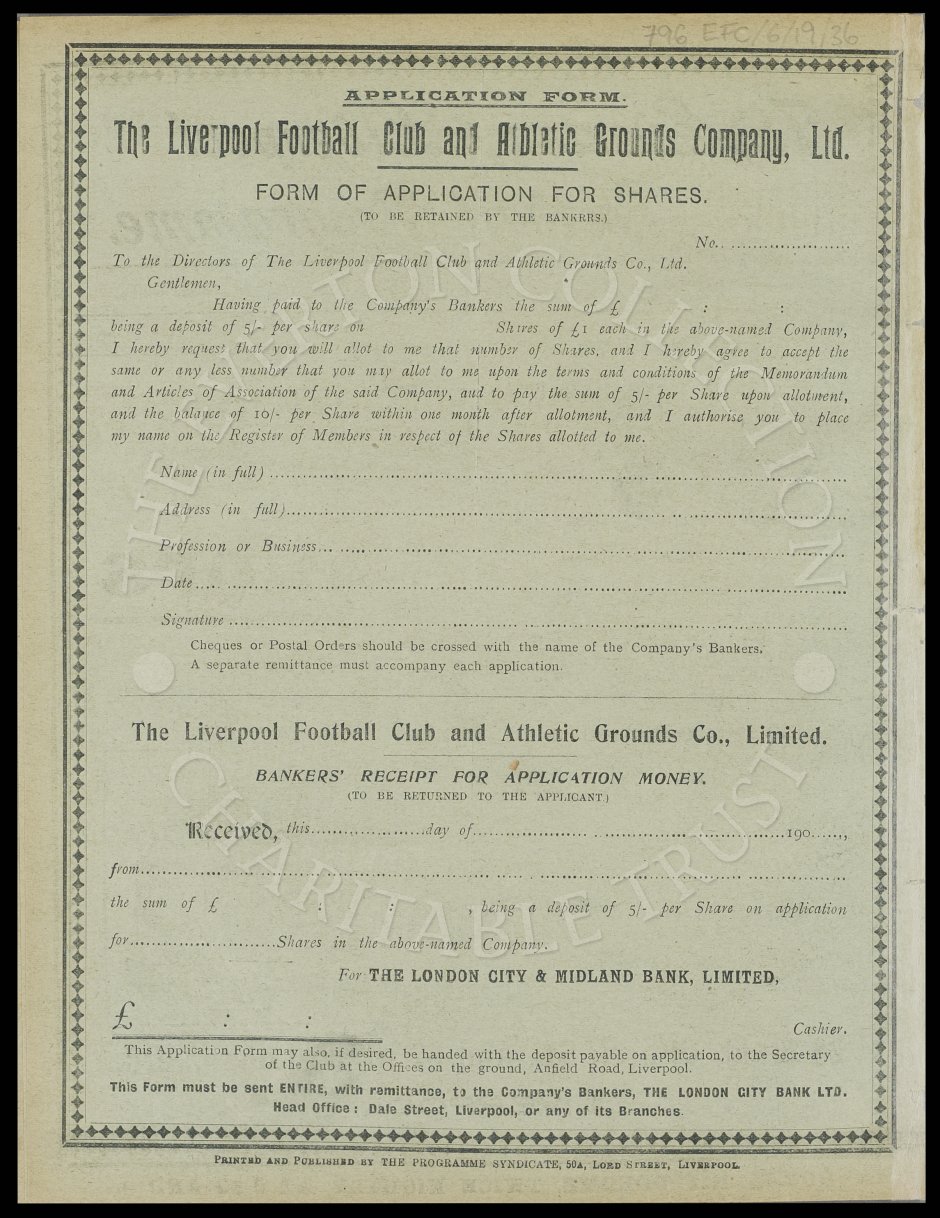 796 EFC/6/19/36
APPLICATION FORM.
The Liverpool Football Club and Athletic Grounds Company, Ltd.
FORM OF APPLICATION FOR SHARES.
(TO BE RETAINED BY THE BANKERS.)
No. ......................
To the Directors of The Liverpool Football Club and Athletic Grounds Co., Ltd.
Gentlemen,
Having paid to the Company's Bankers the sum of £ : :
being a deposit of 5/- per share on Shares of £1 each in the above-named Company,
I hereby request that you will allot to me that number of Shares, and I hereby agree to accept the
same or any less number that you may allot to me upon the terms and conditions of the Memorandum
and Articles of Association of the said Company, and to pay the sum of 5/- per Share upon allotment,
and the balance of 10/- per Share within one month after allotment, and I authorise you to place
my name on the Register of Members in respect of the Shares allotted to me.
Name (in full) ......................
Address (in full)......................
Profession or Business......................
Date......................
Signature ......................
Cheques or Postal Orders should be crossed with the name of the Company's Bankers.
A separate remittance must accompany each application.
The Liverpool Football Club and Athletic Grounds Co., Limited.
BANKERS' RECEIPT FOR APPLICATION MONEY.
(TO BE RETURNED TO THE APPLICANT.)
Received, this......................day of......................190......,
from......................
the sum of £ : : , being a deposit of 5/- per Share on application
for......................Shares in the above-named Company.
For THE LONDON CITY & MIDLAND BANK, LIMITED,
£ : :
Cashier.
This Application Form may also, if desired, be handed with the deposit payable on application, to the Secretary
of the Club at the Offices on the ground, Anfield Road, Liverpool.
This Form must be sent ENTIRE, with remittance, to the Company's Bankers, THE LONDON CITY BANK LTD.
Head Office: Dale Street, Liverpool, or any of its Branches.
PRINTED AND PUBLISHED BY THE PROGRAMME SYNDICATE, 50A, LORD STREET, LIVERPOOL.
THE EVERTON COLLECTION
CHARITABLE TRUST